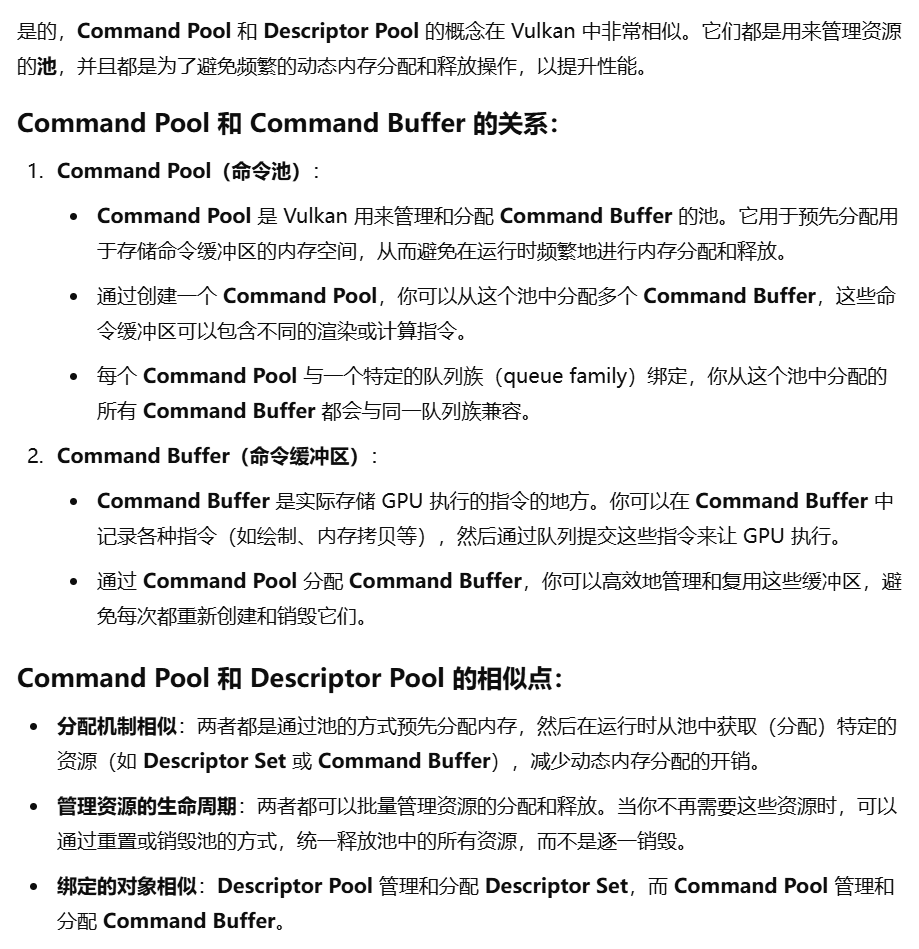 是的，Command Pool 和 Descriptor Pool 的概念在 Vulkan 中非常相似。它们都是用来管理资源
的池，并且都是为了避免频繁的动态内存分配和释放操作，以提升性能。
Command Pool 和 Command Buffer 的关系：
1. Command Pool（命令池）：
• Command Pool 是 Vulkan 用来管理和分配 Command Buffer 的池。它用于预先分配用
于存储命令缓冲区的内存空间，从而避免在运行时频繁地进行内存分配和释放。
• 通过创建一个 Command Pool，你可以从这个池中分配多个 Command Buffer，这些命
令缓冲区可以包含不同的渲染或计算指令。
• 每个 Command Pool 与一个特定的队列族（queue family）绑定，你从这个池中分配的
所有 Command Buffer 都会与同一队列族兼容。
2. Command Buffer（命令缓冲区）：
• Command Buffer 是实际存储 GPU 执行的指令的地方。你可以在 Command Buffer 中
记录各种指令（如绘制、内存拷贝等），然后通过队列提交这些指令来让 GPU 执行。
• 通过 Command Pool 分配 Command Buffer，你可以高效地管理和复用这些缓冲区，避
免每次都重新创建和销毁它们。
Command Pool 和 Descriptor Pool 的相似点：
• 分配机制相似：两者都是通过池的方式预先分配内存，然后在运行时从池中获取（分配）特定的
资源（如 Descriptor Set 或 Command Buffer），减少动态内存分配的开销。
• 管理资源的生命周期：两者都可以批量管理资源的分配和释放。当你不再需要这些资源时，可以
通过重置或销毁池的方式，统一释放池中的所有资源，而不是逐一销毁。
• 绑定的对象相似：Descriptor Pool 管理和分配 Descriptor Set，而 Command Pool 管理和
分配 Command Buffer。